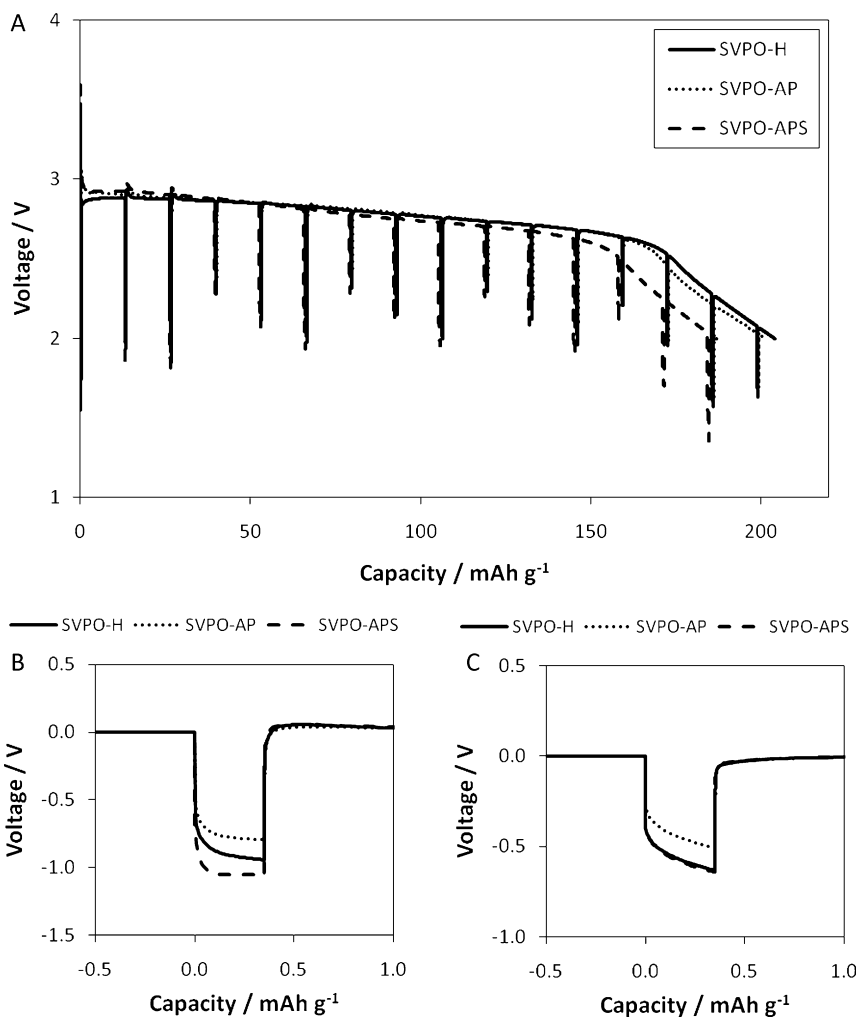 A
4
3
2
1
Voltage / V
SVPO-H
SVPO-AP
SVPO-APS
0
50
100
150
200
Capacity / mAh g-1
SVPO-H SVPO-AP SVPO-APS
B
0.5
0.0
-0.5
-1.0
-1.5
Voltage / V
-0.5
0.0
0.5
1.0
Capacity / mAh g-1
SVPO-H SVPO-AP SVPO-APS
C
0.5
0.0
-0.5
-1.0
Voltage / V
-0.5
0.0
0.5
1.0
Capacity / mAh g-1